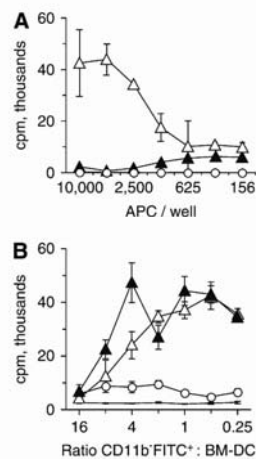 A
cpm, thousands
60
40
20
0
10,000 2,500 625 156
APC / well
B
cpm, thousands
60
40
20
0
16 4 1 0.25
Ratio CD11b⁻FITC⁺ : BM-DC